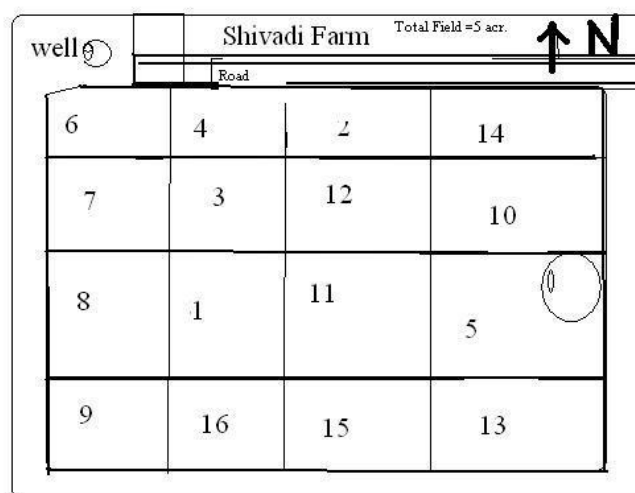 Shivadi Farm
Total Field =5 acr.
N
well
Road
6 4 2 14
7 3 12 10
8 1 11 5
9 16 15 13